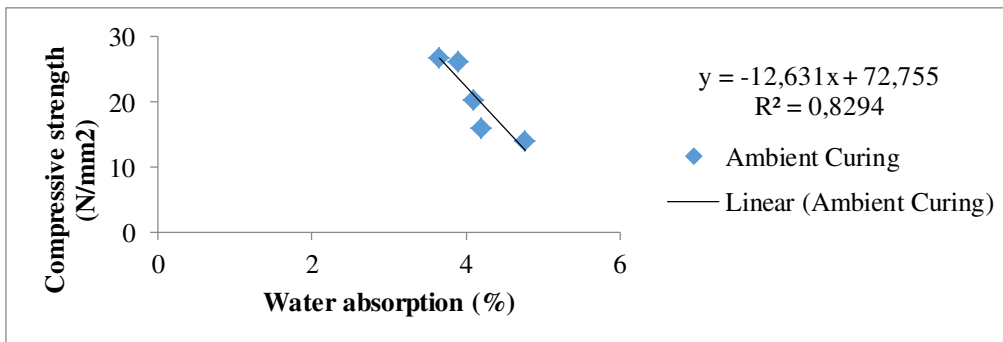 Compressive strength
(N/mm2)
30
20
10
0
0
2
4
6
Water absorption (%)
y = -12,631x + 72,755
R² = 0,8294
Ambient Curing
Linear (Ambient Curing)